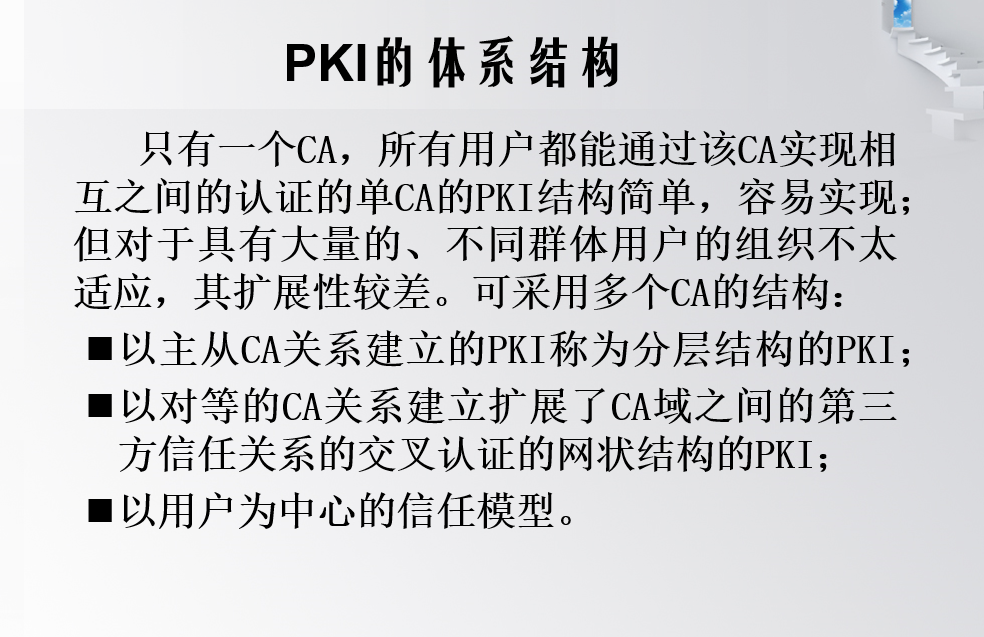 PKI的体系结构
只有一个CA，所有用户都能通过该CA实现相
互之间的认证的单CA的PKI结构简单，容易实现；
但对于具有大量的、不同群体用户的组织不太
适应，其扩展性较差。可采用多个CA的结构：
■以主从CA关系建立的PKI称为分层结构的PKI；
■以对等的CA关系建立扩展了CA域之间的第三
方信任关系的交叉认证的网状结构的PKI；
■以用户为中心的信任模型。